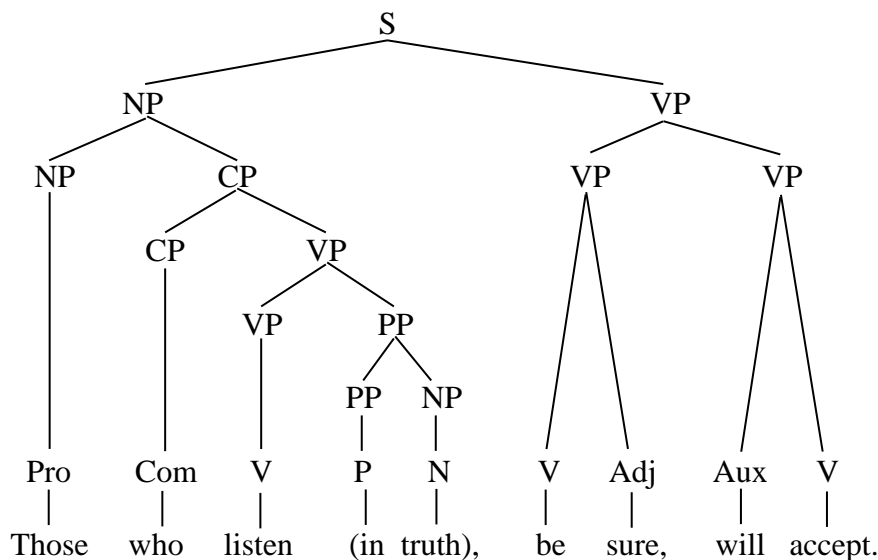 S
NP VP
NP CP VP VP
CP VP
VP PP
PP NP
Pro Com V P N V Adj Aux V
Those who listen (in truth), be sure, will accept.